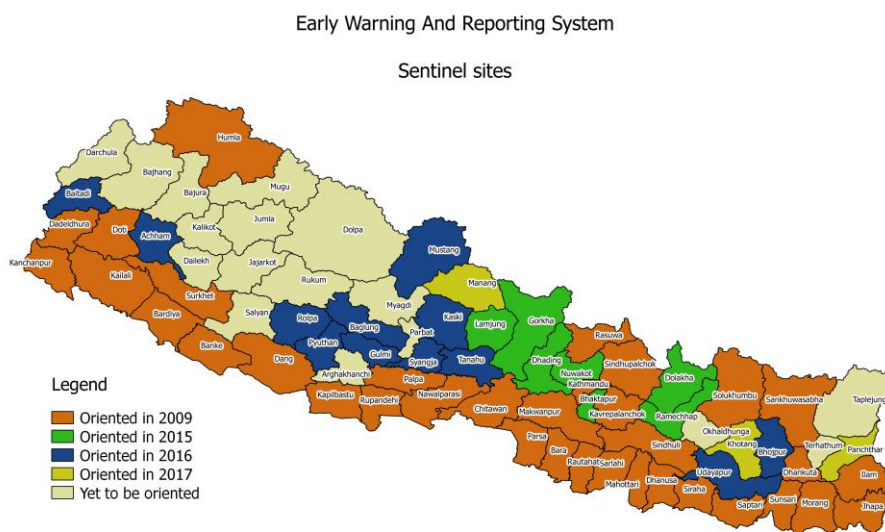 Early Warning And Reporting System
Sentinel sites
Humla
Darchula
Bajhang
Bajura
Mugu
Baitadi
Dadeldhura
Doti
Achham
Kalikot
Jumla
Dolpa
Mustang
Kanchanpur
Kailali
Dailekh
Jajarkot
Rukum
Manang
Surkhet
Myagdi
Bardiya
Salyan
Rolpa
Baglung
Parbat
Kaski
Lamjung
Gorkha
Rasuwa
Banke
Dang
Pyuthan
Gulmi
Syangja
Tanahu
Dhading
Nuwakot
Sindhupalchok
Dolakha
Arghakhanchi
Palpa
Kathmandu
Bhaktapur
Kavrepalanchok
Ramechhap
Solukhumbu
Sankhuwasabha
Taplejung
Kapilbastu
Rupandehi
Nawalparasi
Chitawan
Makwanpur
Sindhuli
Okhaldhunga
Khotang
Bhojpur
Terhathum
Panchthar
Parsa
Bara
Rautahat
Sarlahi
Mahottari
Dhanusa
Siraha
Udayapur
Saptari
Dhankuta
Sunsari
Morang
Ilam
Jhapa
Legend
Oriented in 2009
Oriented in 2015
Oriented in 2016
Oriented in 2017
Yet to be oriented